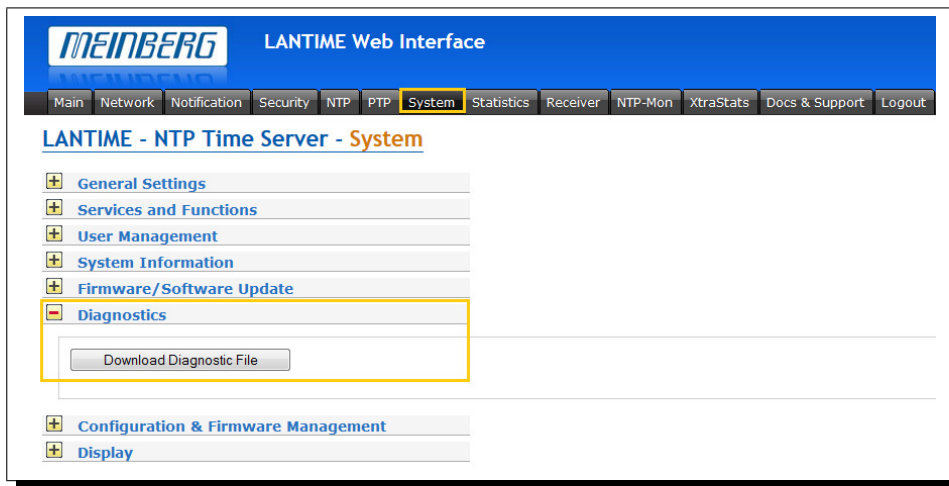 MEINBERG
LANTIME Web Interface
Main Network Notification Security NTP PTP System Statistics Receiver NTP-Mon XtraStats Docs & Support Logout
LANTIME - NTP Time Server - System
General Settings
Services and Functions
User Management
System Information
Firmware/Software Update
Diagnostics
Download Diagnostic File
Configuration & Firmware Management
Display